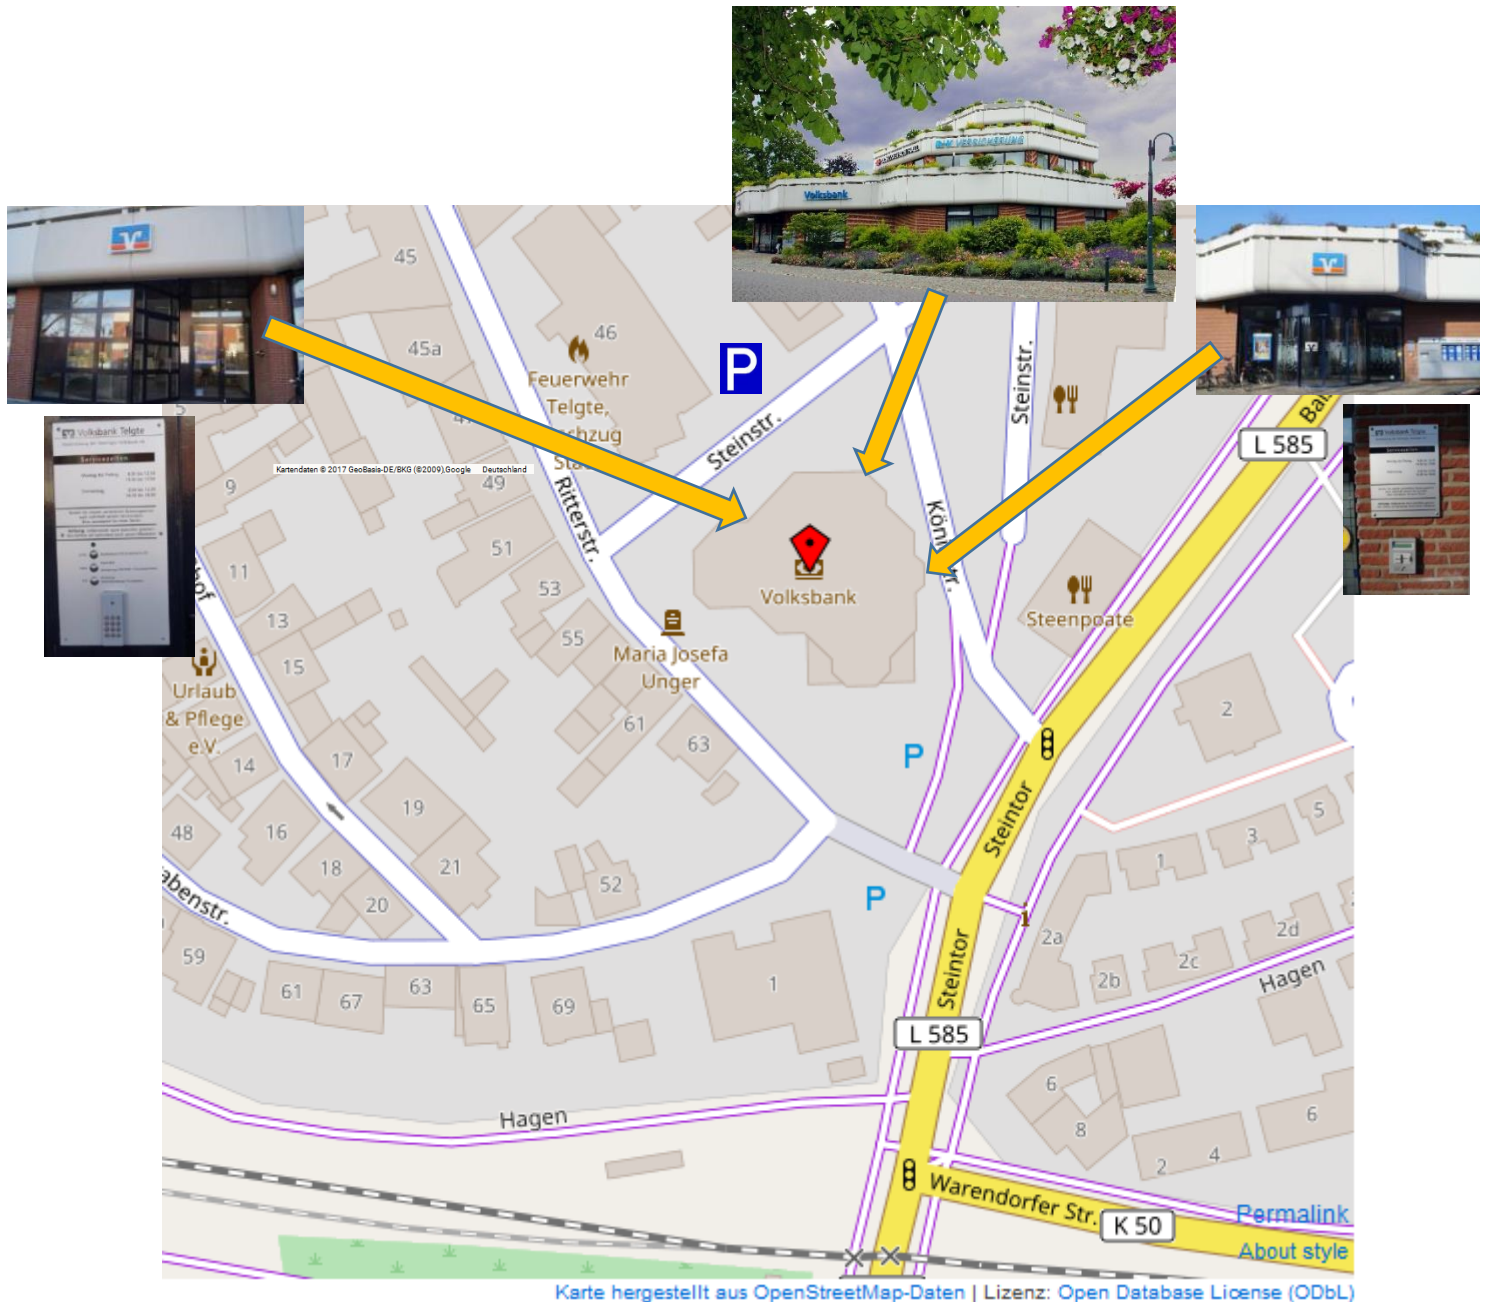 R+V VERSICHERUNG
Volksbank
Volksbank Telgte
Servicezeiten
Volksbank Telgte
45
46
45a
P
Feuerwehr
Telgte,
Steinstr.
Steinstr.
L 585
Kartendaten © 2017 GeoBasis-DE/BKG (©2009),Google Deutschland
49
9
Ritterstr.
51
11
53
Volksbank
13
55
Steenpoate
Maria Josefa
Unger
15
Urlaub
& Pflege
e.V.
61
63
2
14
17
P
19
48
16
5
3
1
Steintor
18
21
52
20
P
59
2a
2d
2c
2b
Steintor
Hagen
61
67
63
65
69
1
L 585
6
6
8
4
2
Hagen
Warendorfer Str.
K 50
Permalink
About style
Karte hergestellt aus OpenStreetMap-Daten | Lizenz: Open Database License (ODbL)